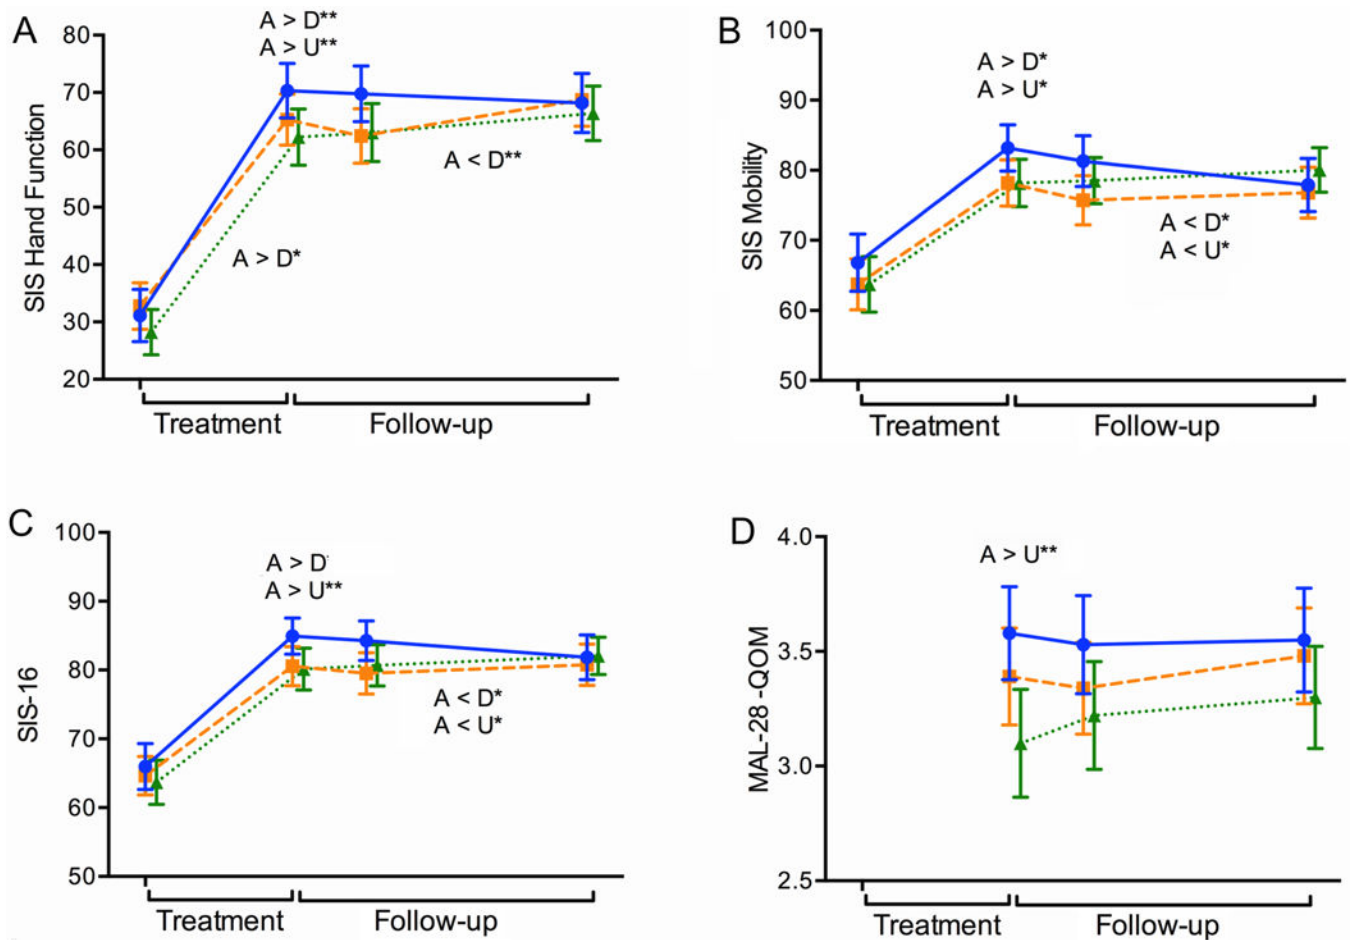 A
A > D**
A > U**
80
70
60
50
40
30
20
SIS Hand Function
A < D**
A > D*
Treatment
Follow-up
B
A > D*
A > U*
100
90
80
70
60
50
SIS Mobility
A < D*
A < U*
Treatment
Follow-up
C
A > D·
A > U**
100
90
80
70
60
50
SIS-16
A < D*
A < U*
Treatment
Follow-up
D
A > U**
4.0
3.5
3.0
2.5
MAL-28-QOM
Treatment
Follow-up